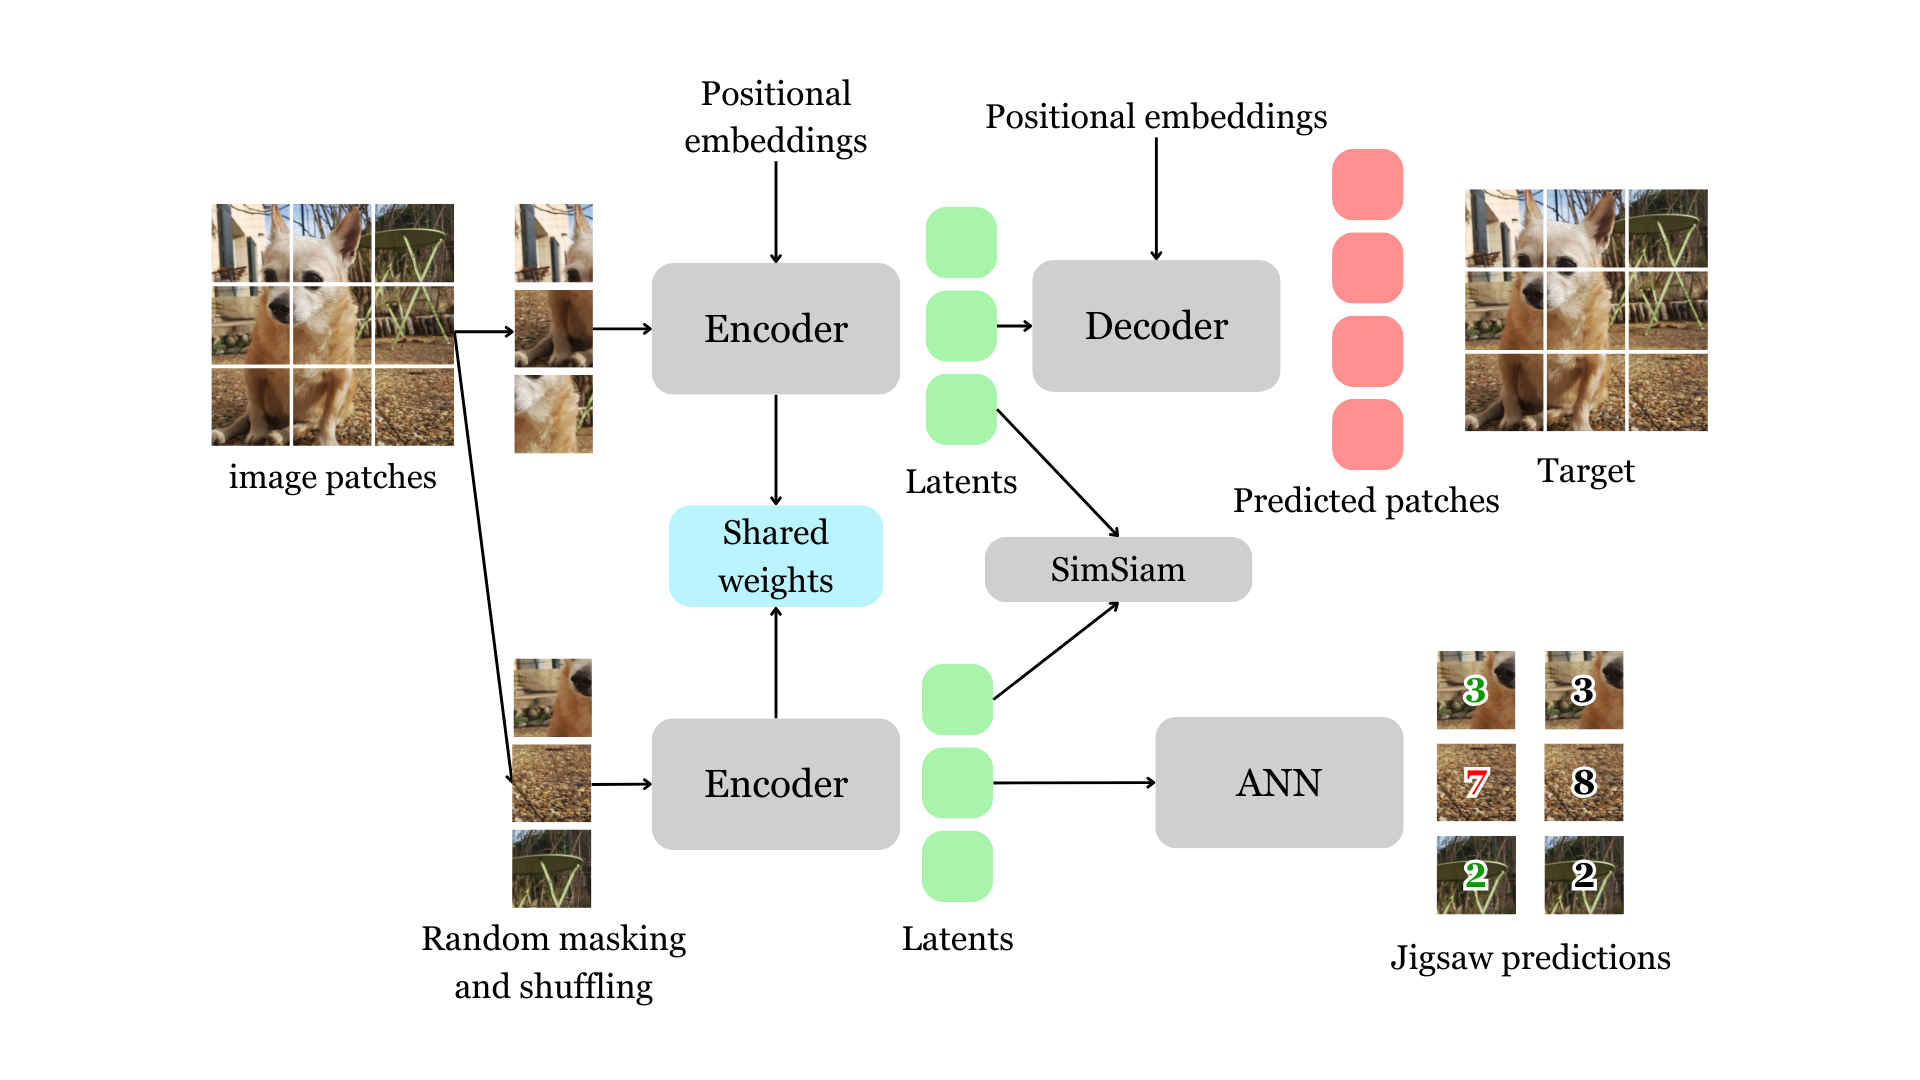 Positional
embeddings
Positional embeddings
Encoder
Decoder
image patches
Latents
Predicted patches
Target
Shared
weights
SimSiam
Encoder
ANN
3
3
7
8
2
2
Random masking
and shuffling
Latents
Jigsaw predictions